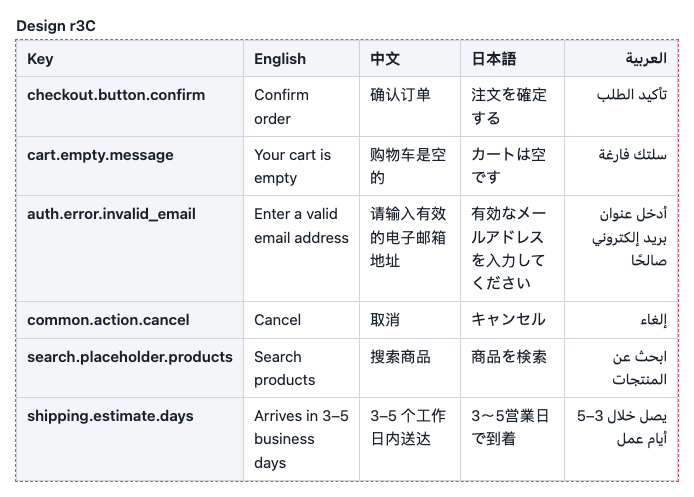 Design r3C
Key English 中文 日本語 العربية
checkout.button.confirm
Confirm
order
确认订单
注文を確定
する
تأكيد الطلب
cart.empty.message
Your cart is
empty
购物车是空
的
カートは空
です
سلتك فارغة
auth.error.invalid_email
Enter a valid
email address
请输入有效
的电子邮箱
地址
有効なメー
ルアドレス
を入力して
ください
أدخل عنوان
بريد إلكتروني
صالحًا
common.action.cancel
Cancel
取消
キャンセル
إلغاء
search.placeholder.products
Search
products
搜索商品
商品を検索
ابحث عن
المنتجات
shipping.estimate.days
Arrives in 3–5
business
days
3–5 个工作
日内送达
3〜5営業日
で到着
يصل خلال 3–5
أيام عمل